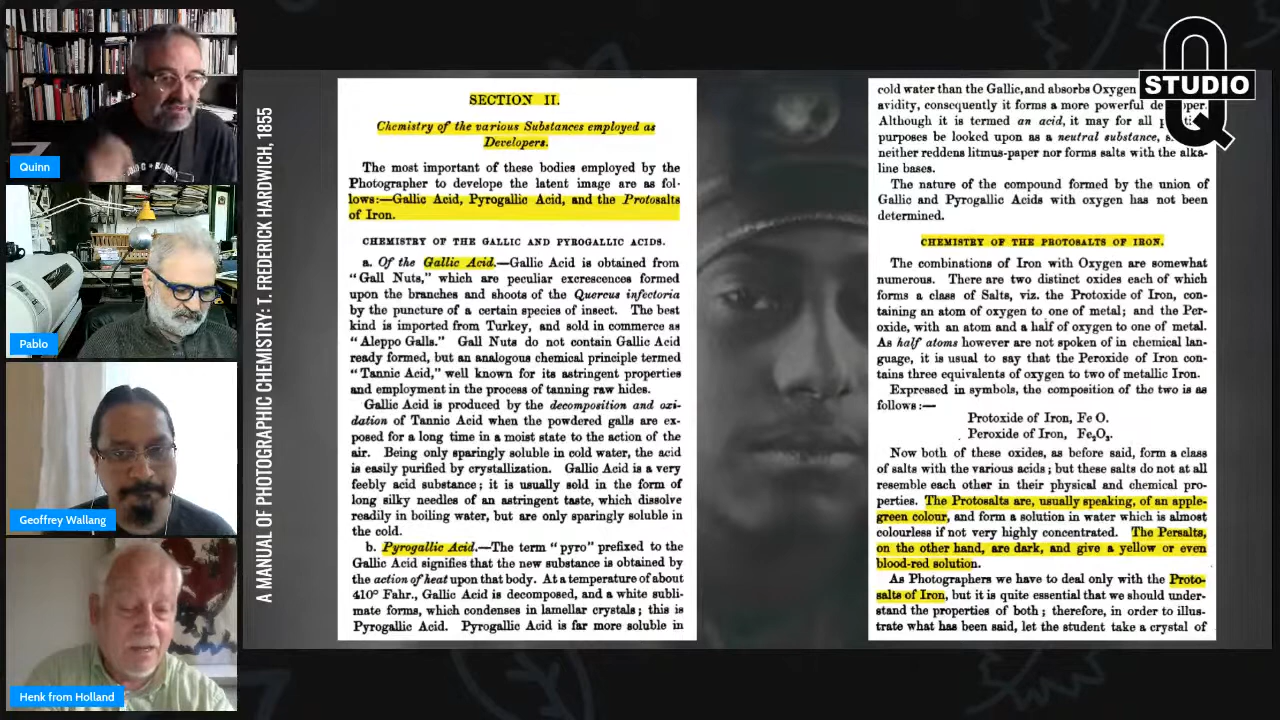 Quinn
Pablo
Geoffrey Wallang
Henk from Holland
A MANUAL OF PHOTOGRAPHIC CHEMISTRY: T. FREDERICK HARDWICH, 1855
SECTION II.
Chemistry of the various Substances employed as
Developers.
The most important of these bodies employed by the
Photographer to develope the latent image are as fol-
lows:—Gallic Acid, Pyrogallic Acid, and the Protosalts
of Iron.
CHEMISTRY OF THE GALLIC AND PYROGALLIC ACIDS.
a. Of the Gallic Acid.—Gallic Acid is obtained from
"Gall Nuts," which are peculiar excrescences formed
upon the branches and shoots of the Quercus infectoria
by the puncture of a certain species of insect. The best
kind is imported from Turkey, and sold in commerce as
"Aleppo Galls." Gall Nuts do not contain Gallic Acid
ready formed, but an analogous chemical principle termed
"Tannic Acid," well known for its astringent properties
and employment in the process of tanning raw hides.
Gallic Acid is produced by the decomposition and oxi-
dation of Tannic Acid when the powdered galls are ex-
posed for a long time in a moist state to the action of the
air. Being only sparingly soluble in cold water, the acid
is easily purified by crystallization. Gallic Acid is a very
feebly acid substance; it is usually sold in the form of
long silky needles of an astringent taste, which dissolve
readily in boiling water, but are only sparingly soluble in
the cold.
b. Pyrogallic Acid.—The term "pyro" prefixed to the
Gallic Acid signifies that the new substance is obtained by
the action of heat upon that body. At a temperature of about
410° Fahr., Gallic Acid is decomposed, and a white subli-
mate forms, which condenses in lamellar crystals; this is
Pyrogallic Acid. Pyrogallic Acid is far more soluble in
cold water than the Gallic, and absorbs Oxygen
avidity, consequently it forms a more powerful
Although it is termed an acid, it may for all
purposes be looked upon as a neutral substance,
neither reddens litmus-paper nor forms salts with the alka-
line bases.
The nature of the compound formed by the union of
Gallic and Pyrogallic Acids with oxygen has not been
determined.
CHEMISTRY OF THE PROTOSALTS OF IRON.
The combinations of Iron with Oxygen are somewhat
numerous. There are two distinct oxides each of which
forms a class of Salts, viz. the Protoxide of Iron, con-
taining an atom of oxygen to one of metal; and the Per-
oxide, with an atom and a half of oxygen to one of metal.
As half atoms however are not spoken of in chemical lan-
guage, it is usual to say that the Peroxide of Iron con-
tains three equivalents of oxygen to two of metallic Iron.
Expressed in symbols, the composition of the two is as
follows:—
Protoxide of Iron, Fe O.
Peroxide of Iron, Fe₂O₃.
Now both of these oxides, as before said, form a class
of salts with the various acids; but these salts do not at all
resemble each other in their physical and chemical pro-
perties. The Protosalts are, usually speaking, of an apple-
green colour, and form a solution in water which is almost
colourless if not very highly concentrated. The Persalts,
on the other hand, are dark, and give a yellow or even
blood-red solution.
As Photographers we have to deal only with the Proto-
salts of Iron, but it is quite essential that we should under-
stand the properties of both; therefore, in order to illus-
trate what has been said, let the student take a crystal of
STUDIO
Q